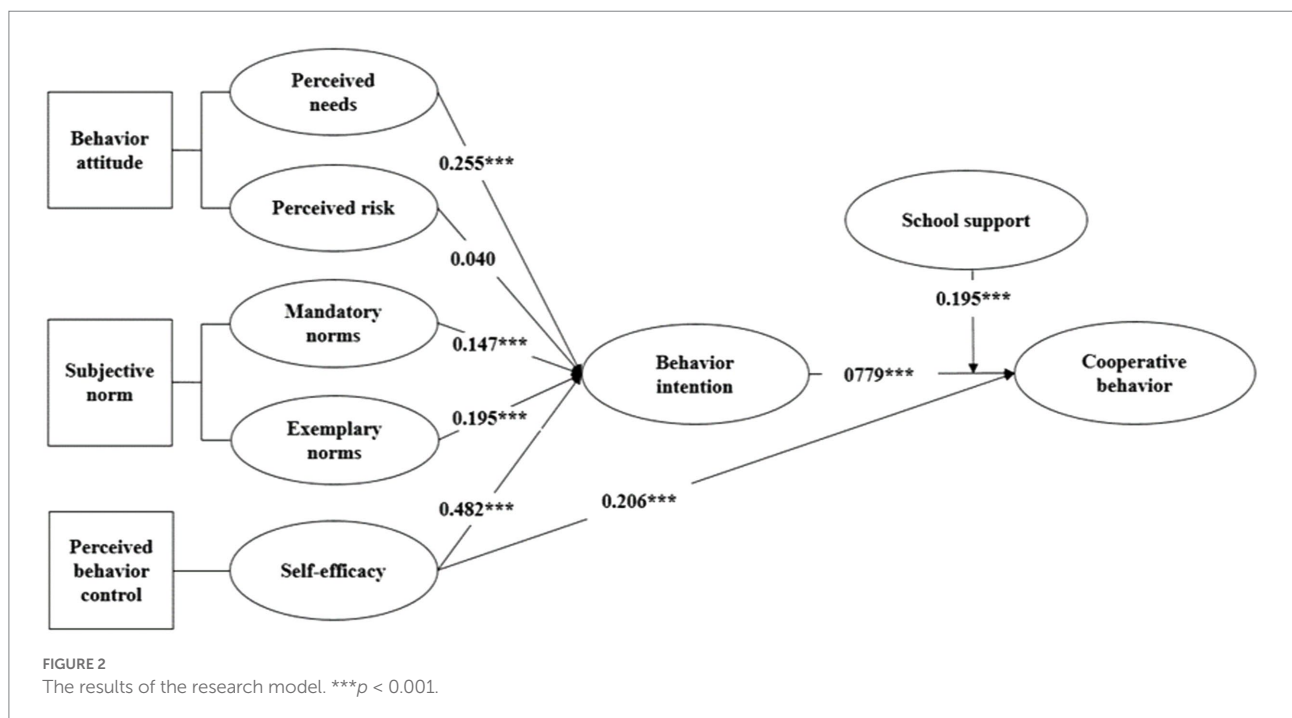 Perceived
needs
Behavior
attitude
0.255***
Perceived risk
School support
0.040
0.195***
Mandatory
norms
0.147***
Subjective
norm
Behavior
intention
0779***
Cooperative
behavior
0.195***
Exemplary
norms
0.482***
0.206***
Perceived
behavior
control
Self-efficacy
FIGURE 2
The results of the research model. ***p < 0.001.